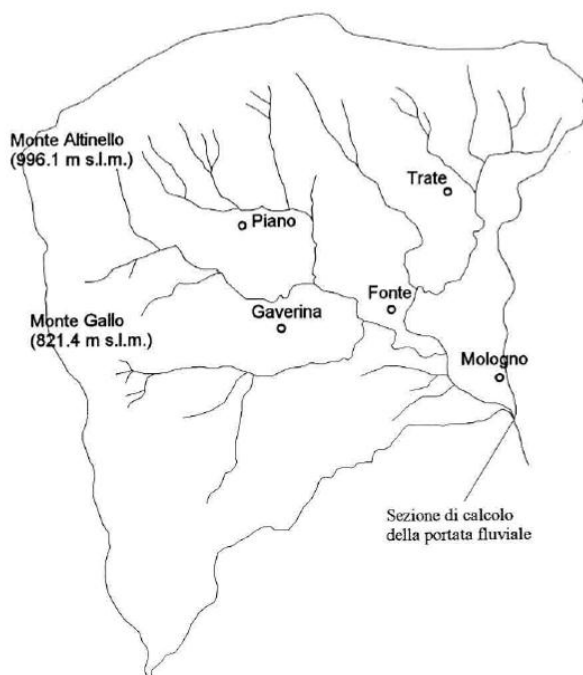 Monte Altinello
(996.1 m s.l.m.)
Trate
Piano
Fonte
Monte Gallo
(821.4 m s.l.m.)
Gaverina
Mologno
Sezione di calcolo
della portata fluviale